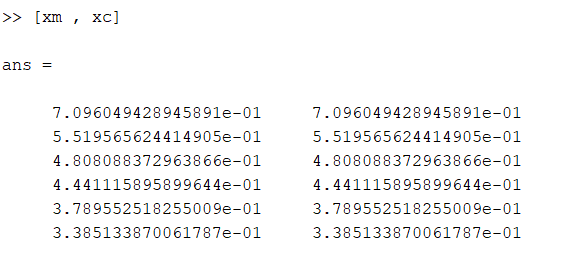 >> [xm , xc]
ans =
7.096049428945891e-01 7.096049428945891e-01
5.519565624414905e-01 5.519565624414905e-01
4.808088372963866e-01 4.808088372963866e-01
4.441115895899644e-01 4.441115895899644e-01
3.789552518255009e-01 3.789552518255009e-01
3.385133870061787e-01 3.385133870061787e-01